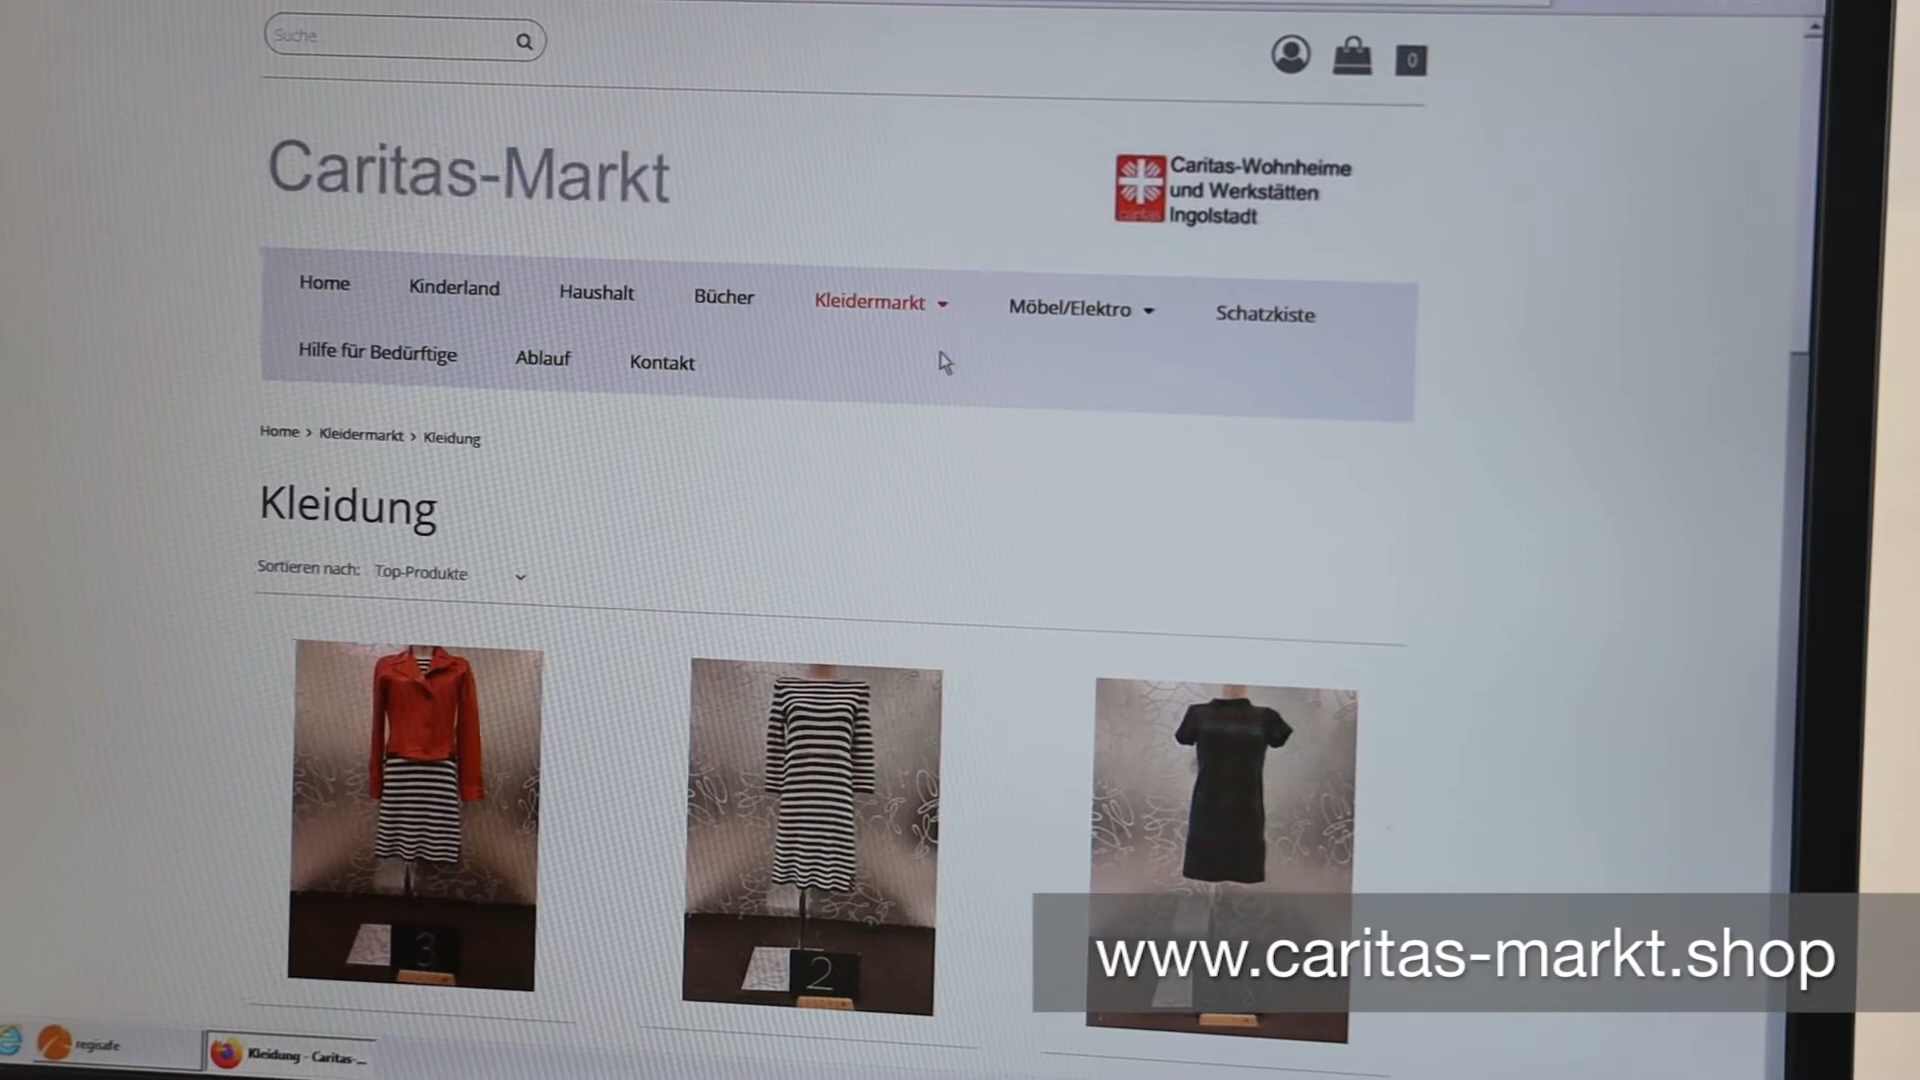 Suche
0
Caritas-Markt
Caritas-Wohnheime
und Werkstätten
Ingolstadt
caritas
Home Kinderland Haushalt Bücher Kleidermarkt Möbel/Elektro Schatzkiste
Hilfe für Bedürftige Ablauf Kontakt
Home > Kleidermarkt > Kleidung
Kleidung
Sortieren nach: Top-Produkte
3
2
www.caritas-markt.shop
regisafe
Kleidung - Caritas-...